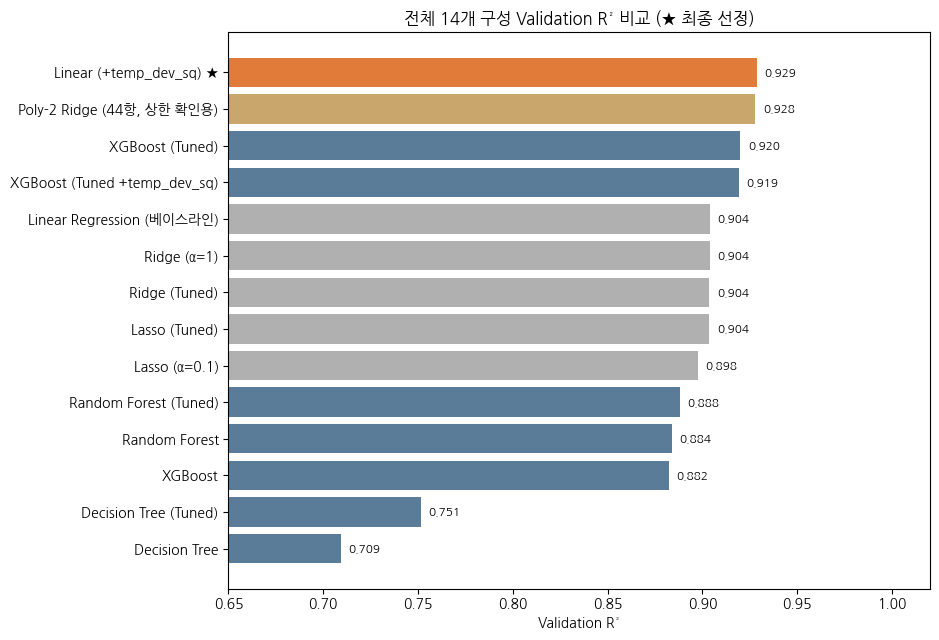 전체 14개 구성 Validation R² 비교 (★ 최종 선정)
Linear (+temp_dev_sq) ★
0.929
Poly-2 Ridge (44항, 상한 확인용)
0.928
XGBoost (Tuned)
0.920
XGBoost (Tuned +temp_dev_sq)
0.919
Linear Regression (베이스라인)
0.904
Ridge (α=1)
0.904
Ridge (Tuned)
0.904
Lasso (Tuned)
0.904
Lasso (α=0.1)
0.898
Random Forest (Tuned)
0.888
Random Forest
0.884
XGBoost
0.882
Decision Tree (Tuned)
0.751
Decision Tree
0.709
0.65 0.70 0.75 0.80 0.85 0.90 0.95 1.00
Validation R²